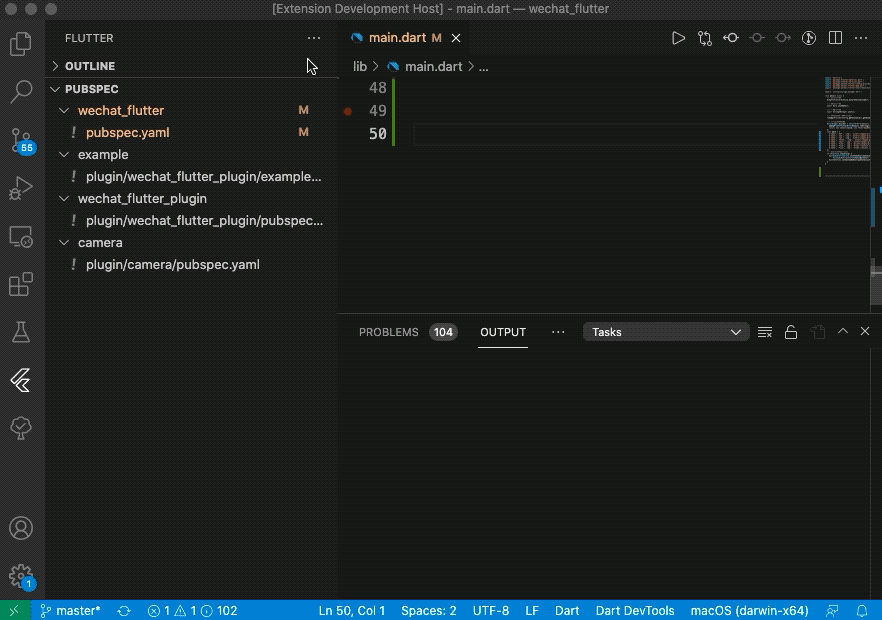 [Extension Development Host] - main.dart — wechat_flutter
FLUTTER
main.dart M
OUTLINE
lib > main.dart > ...
PUBSPEC
wechat_flutter M
! pubspec.yaml M
example
! plugin/wechat_flutter_plugin/example...
wechat_flutter_plugin
! plugin/wechat_flutter_plugin/pubspec...
camera
! plugin/camera/pubspec.yaml
48
49
50
55
PROBLEMS 104 OUTPUT ... Tasks
1
master* 1 1 102 Ln 50, Col 1 Spaces: 2 UTF-8 LF Dart Dart DevTools macOS (darwin-x64)